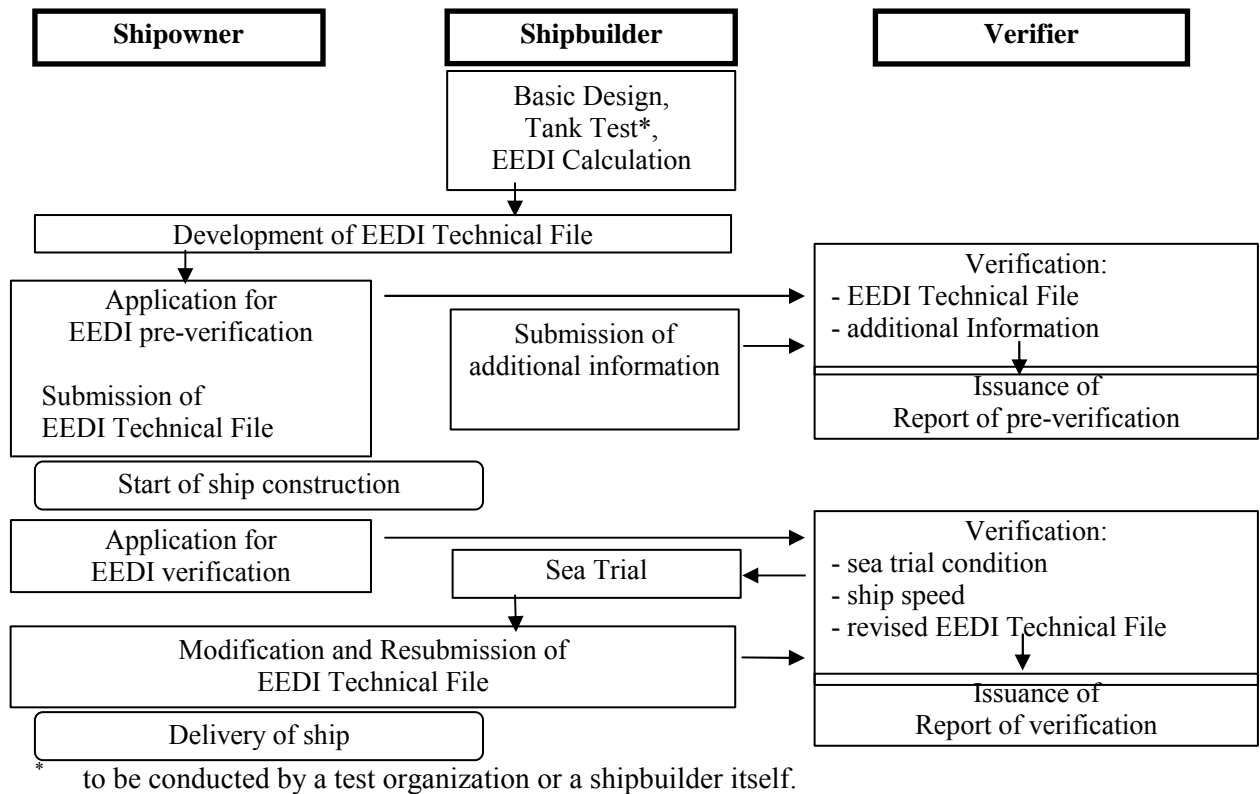 Shipowner
Shipbuilder
Verifier
Basic Design,
Tank Test*,
EEDI Calculation
Development of EEDI Technical File
Application for
EEDI pre-verification
Submission of
EEDI Technical File
Submission of
additional information
Verification:
- EEDI Technical File
- additional Information
Issuance of
Report of pre-verification
Start of ship construction
Application for
EEDI verification
Sea Trial
Verification:
- sea trial condition
- ship speed
- revised EEDI Technical File
Modification and Resubmission of
EEDI Technical File
Issuance of
Report of verification
Delivery of ship
* to be conducted by a test organization or a shipbuilder itself.